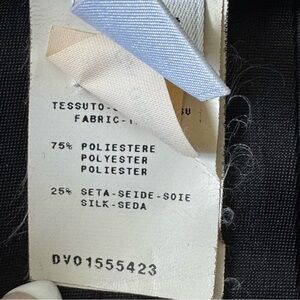 TESSUTO-
FABRIC-
75% POLIESTERE
POLYESTER
POLIESTER
25% SETA-SEIDE-SOIE
SILK-SEDA
DV01555423